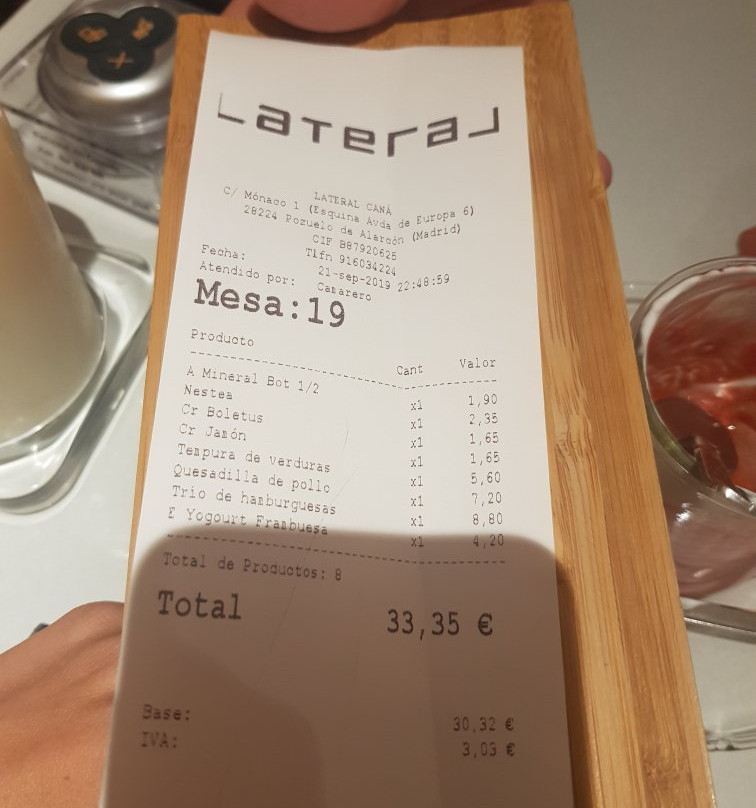 Lateral
LATERAL CANÁ
C/ Mónaco 1 (Esquina Avda de Europa 6)
28224 Pozuelo de Alarcón (Madrid)
CIF B87920625
Tlfn 916034224
Fecha: 21-sep-2019 22:48:59
Atendido por: Camarero
Mesa:19
Producto Cant Valor
A Mineral Bot 1/2 x1 1,90
Nestea x1 2,35
Cr Boletus x1 1,65
Cr Jamón x1 1,65
Tempura de verduras x1 5,60
Quesadilla de pollo x1 7,20
Trio de hamburguesas x1 8,80
E Yogourt Frambuesa x1 4,20
Total de Productos: 8
Total 33,35 €
Base: 30,32 €
IVA: 3,03 €